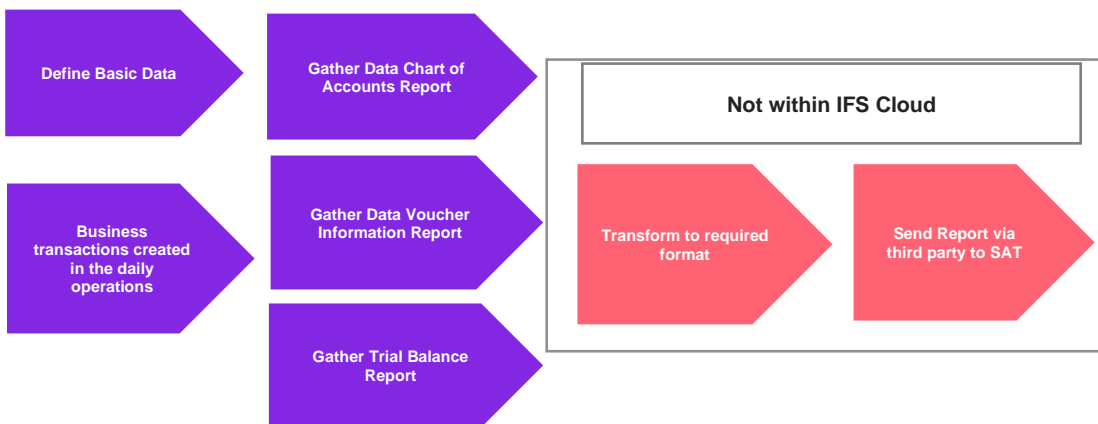 Define Basic Data
Business
transactions created
in the daily
operations
Gather Data Chart of
Accounts Report
Gather Data Voucher
Information Report
Gather Trial Balance
Report
Not within IFS Cloud
Transform to required
format
Send Report via
third party to SAT